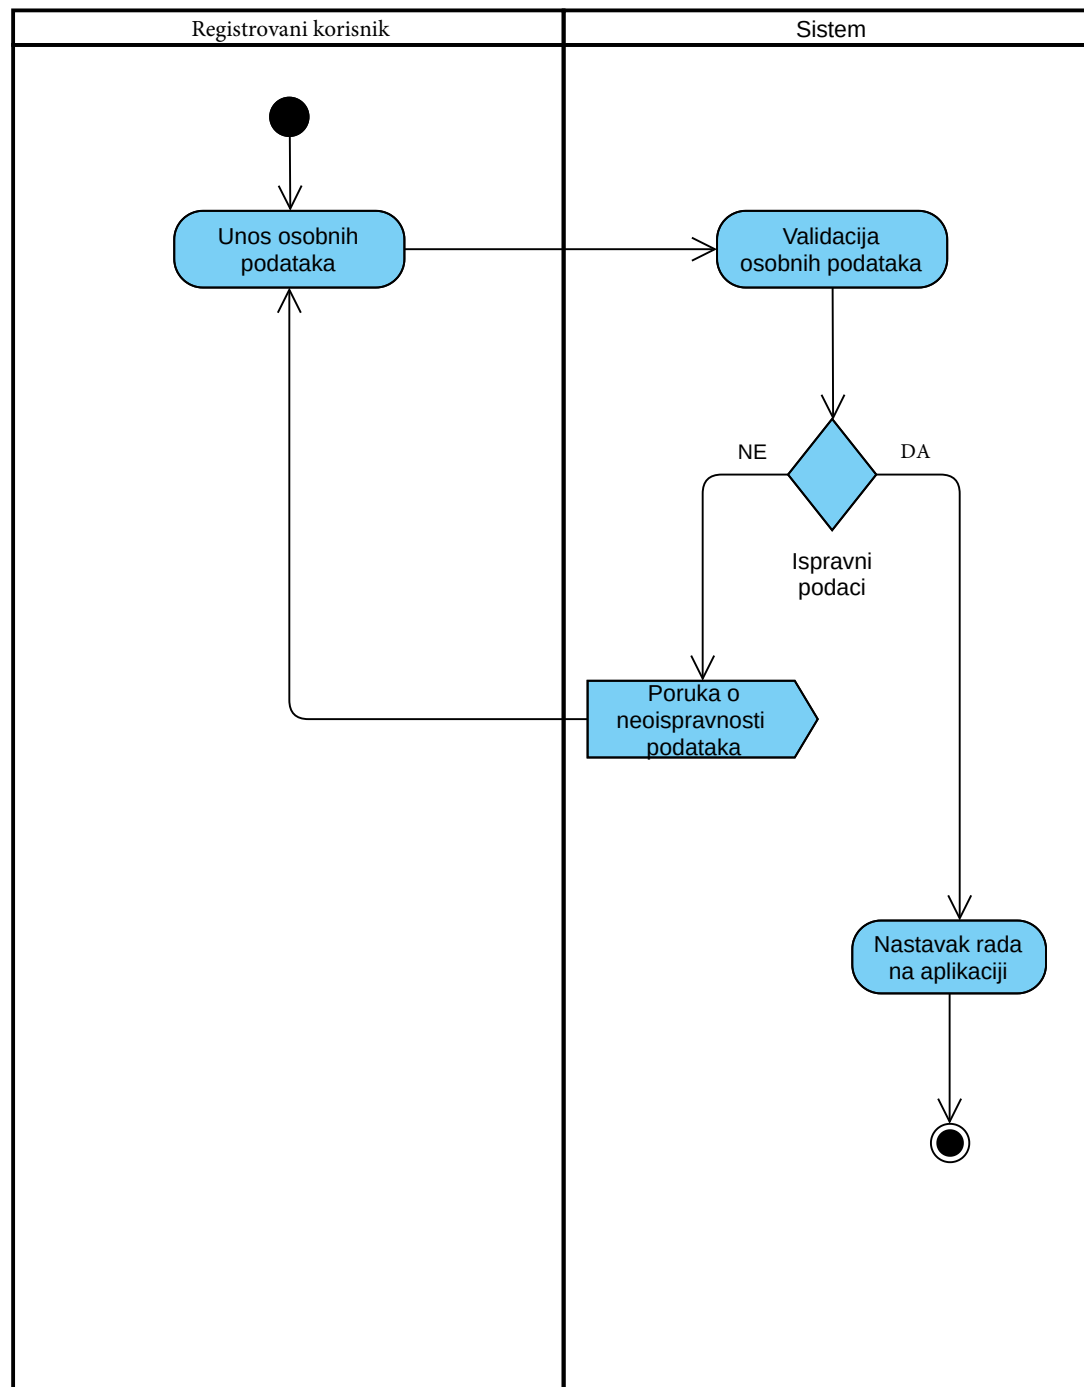 Registrovani korisnik
Sistem
Unos osobnih
podataka
Validacija
osobnih podataka
NE
DA
Ispravni
podaci
Poruka o
neoispravnosti
podataka
Nastavak rada
na aplikaciji